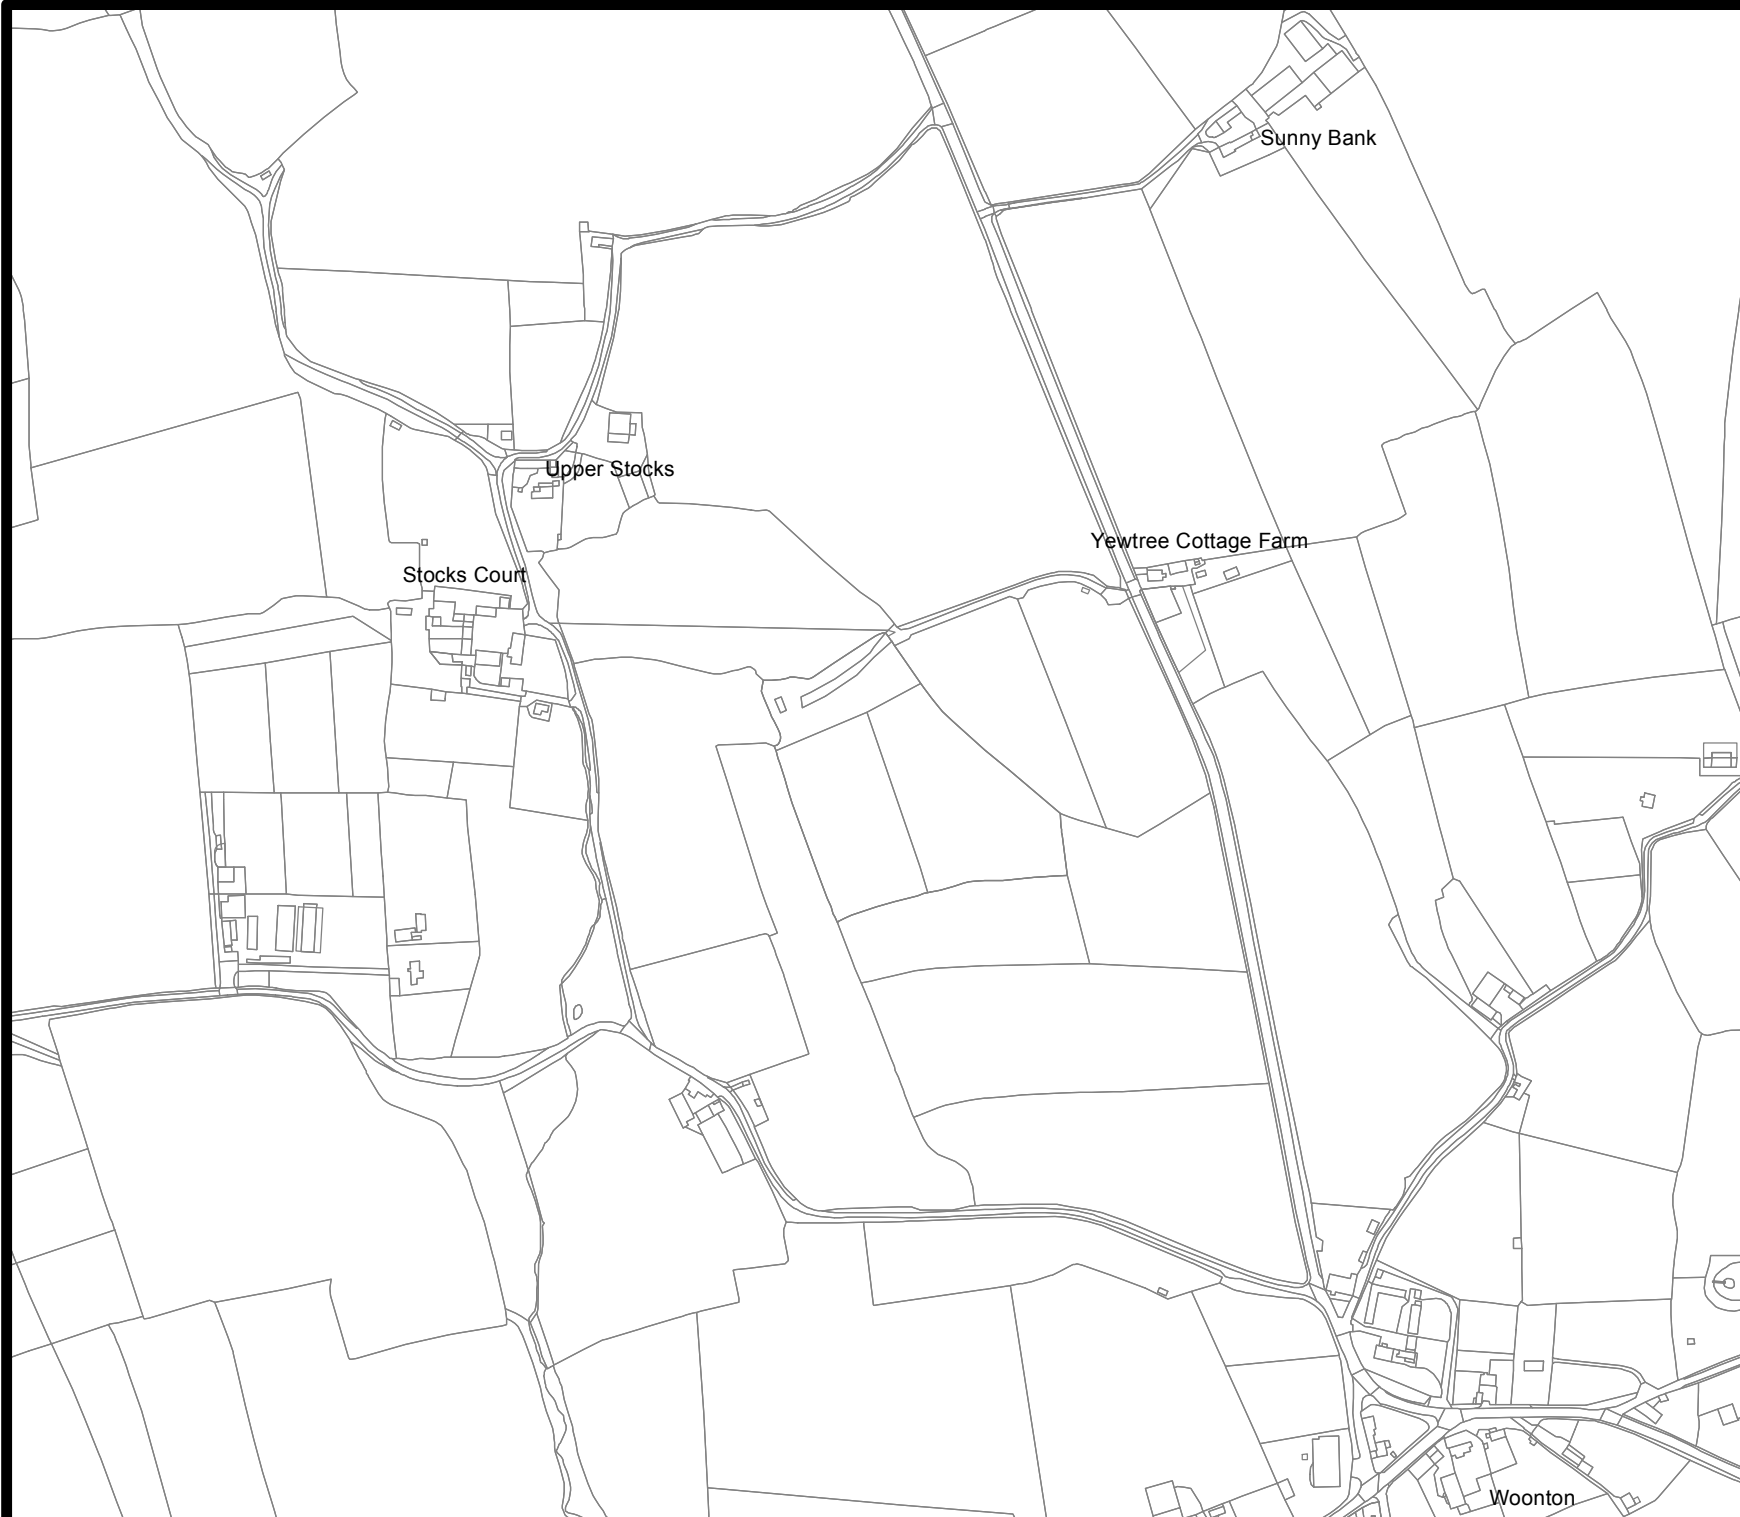 Sunny Bank
Upper Stocks
Yewtree Cottage Farm
Stocks Court
Woonton